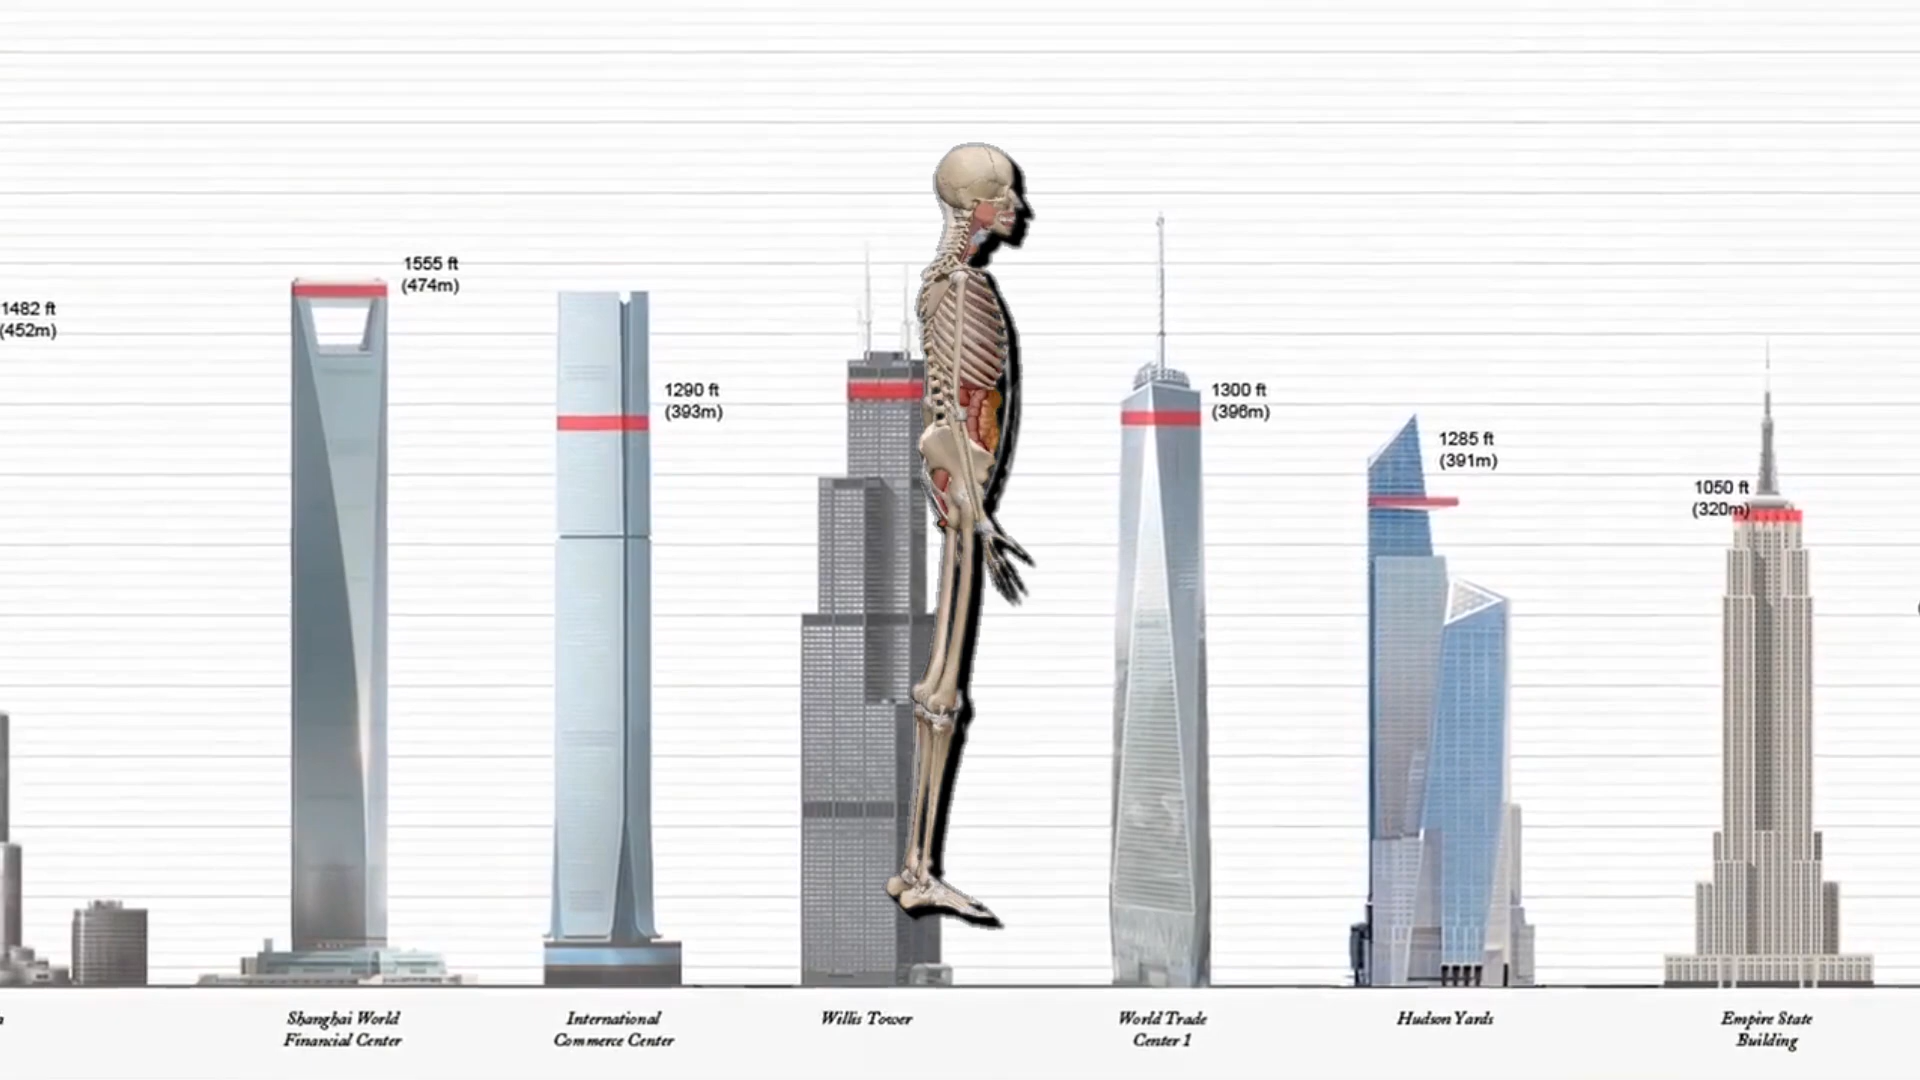 1482 ft
(452m)
1555 ft
(474m)
1290 ft
(393m)
1300 ft
(396m)
1285 ft
(391m)
1050 ft
(320m)
Shanghai World
Financial Center
International
Commerce Center
Willis Tower
World Trade
Center 1
Hudson Yards
Empire State
Building